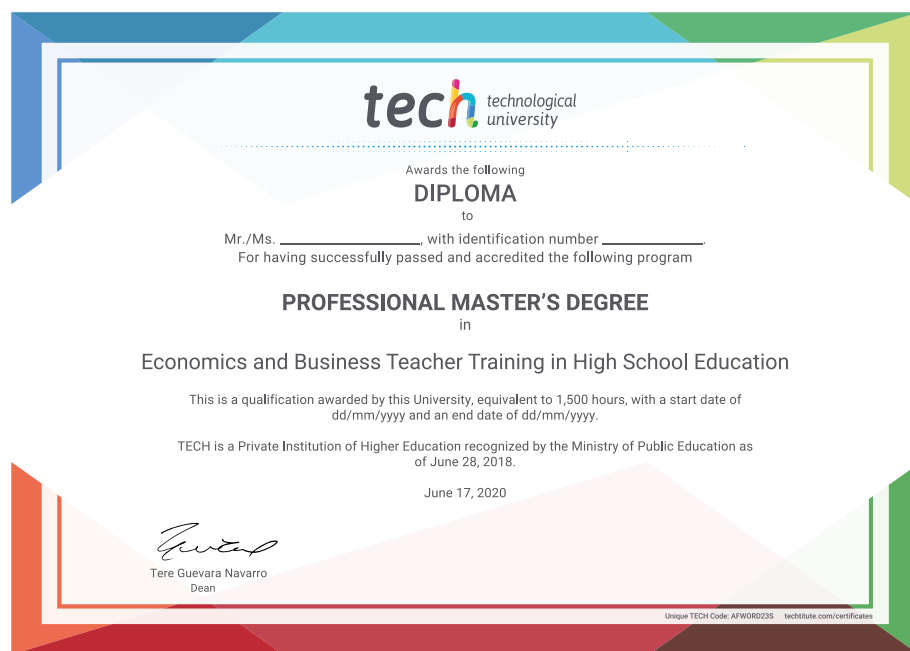 tech technological
university
Awards the following
DIPLOMA
to
Mr./Ms. ____________________, with identification number ______________.
For having successfully passed and accredited the following program
PROFESSIONAL MASTER'S DEGREE
in
Economics and Business Teacher Training in High School Education
This is a qualification awarded by this University, equivalent to 1,500 hours, with a start date of
dd/mm/yyyy and an end date of dd/mm/yyyy.
TECH is a Private Institution of Higher Education recognized by the Ministry of Public Education as
of June 28, 2018.
June 17, 2020
Tere Guevara Navarro
Dean
Unique TECH Code: AFWORD23S techtitute.com/certificates